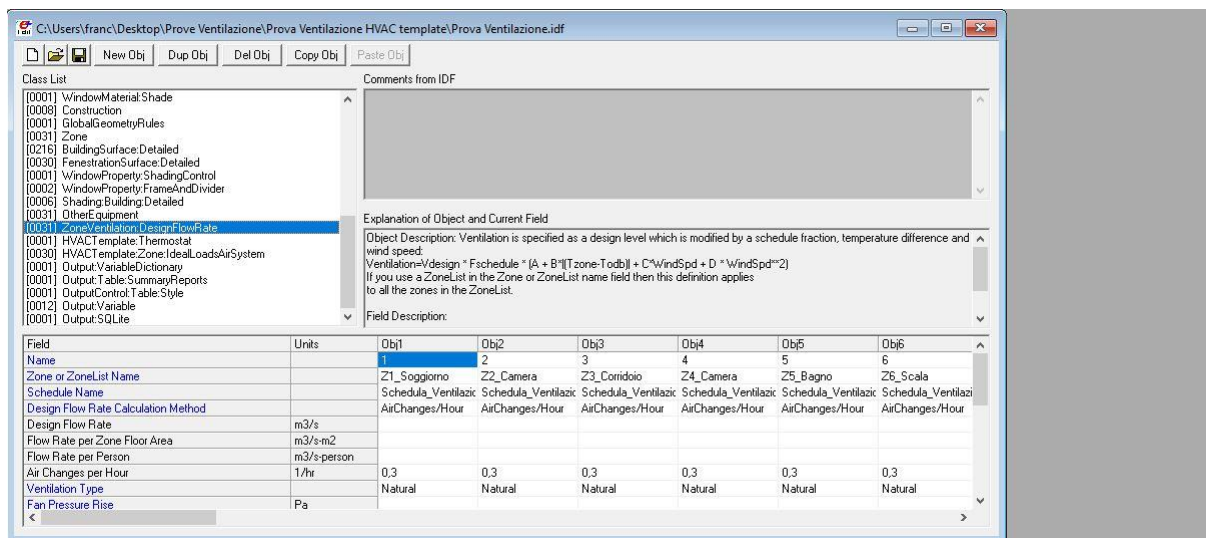 C:\Users\franc\Desktop\Prove Ventilazione\Prova Ventilazione HVAC template\Prova Ventilazione.idf
New Obj Dup Obj Del Obj Copy Obj Paste Obj
Class List
[0001] WindowMaterial:Shade
[0008] Construction
[0001] GlobalGeometryRules
[0031] Zone
[0216] BuildingSurface:Detailed
[0030] FenestrationSurface:Detailed
[0001] WindowProperty:ShadingControl
[0002] WindowProperty:FrameAndDivider
[0006] Shading:Building:Detailed
[0031] OtherEquipment
[0031] ZoneVentilation:DesignFlowRate
[0001] HVACTemplate:Thermostat
[0030] HVACTemplate:Zone:IdealLoadsAirSystem
[0001] Output:VariableDictionary
[0001] Output:Table:SummaryReports
[0001] OutputControl:Table:Style
[0012] Output:Variable
[0001] Output:SQLite
Comments from IDF
Explanation of Object and Current Field
Object Description: Ventilation is specified as a design level which is modified by a schedule fraction, temperature difference and
wind speed:
Ventilation=Vdesign * Fschedule * (A + B*|(Tzone-Todb)| + C*WindSpd + D * WindSpd**2)
If you use a ZoneList in the Zone or ZoneList name field then this definition applies
to all the zones in the ZoneList.
Field Description:
Field Units Obj1 Obj2 Obj3 Obj4 Obj5 Obj6
Name 1 2 3 4 5 6
Zone or ZoneList Name Z1_Soggiorno Z2_Camera Z3_Corridoio Z4_Camera Z5_Bagno Z6_Scala
Schedule Name Schedula_Ventilazic Schedula_Ventilazic Schedula_Ventilazic Schedula_Ventilazic Schedula_Ventilazic Schedula_Ventilazi
Design Flow Rate Calculation Method AirChanges/Hour AirChanges/Hour AirChanges/Hour AirChanges/Hour AirChanges/Hour AirChanges/Hour
Design Flow Rate m3/s
Flow Rate per Zone Floor Area m3/s-m2
Flow Rate per Person m3/s-person
Air Changes per Hour 1/hr 0,3 0,3 0,3 0,3 0,3 0,3
Ventilation Type Natural Natural Natural Natural Natural Natural
Fan Pressure Rise Pa